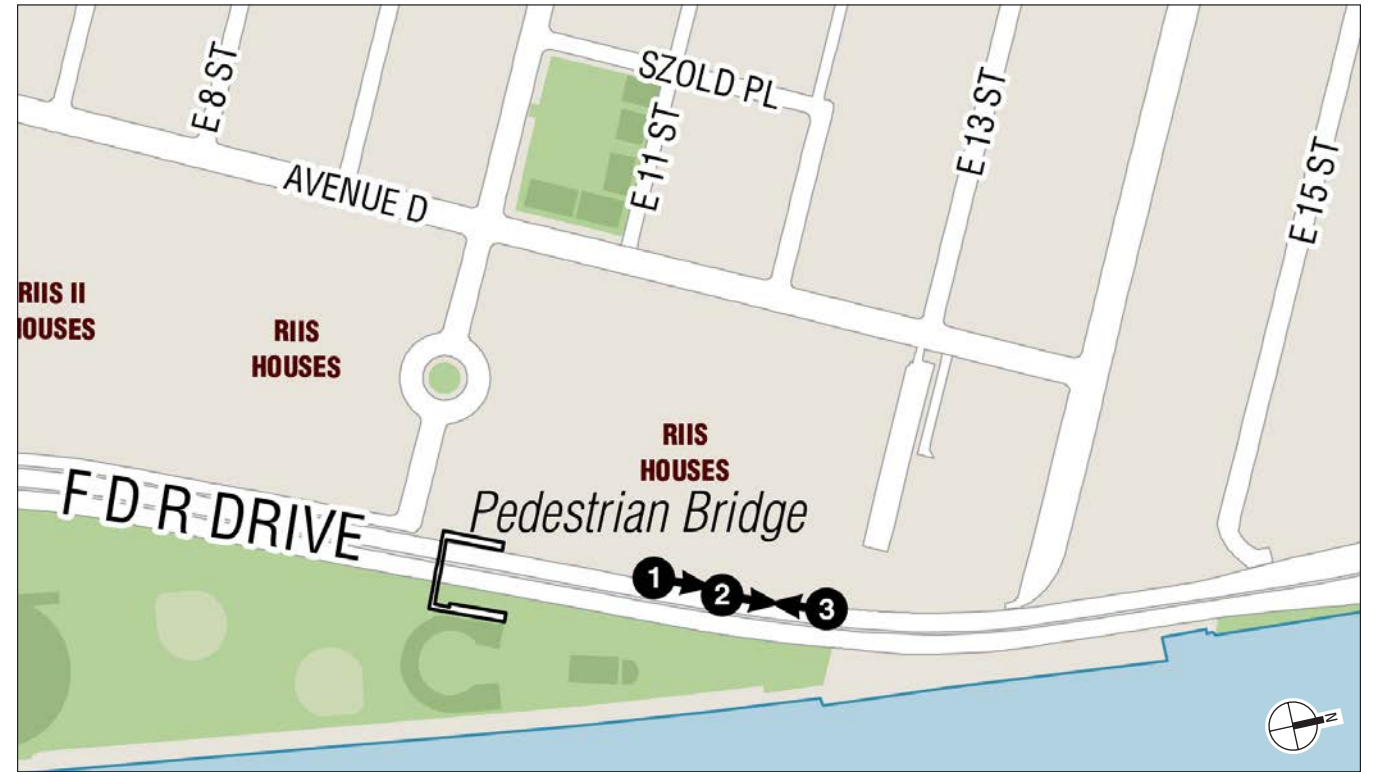 SZOLD PL
E 8 ST
E 11 ST
E 13 ST
E 15 ST
AVENUE D
RIIS II
HOUSES
RIIS
HOUSES
RIIS
HOUSES
F D R DRIVE
Pedestrian Bridge
1
2
3
N